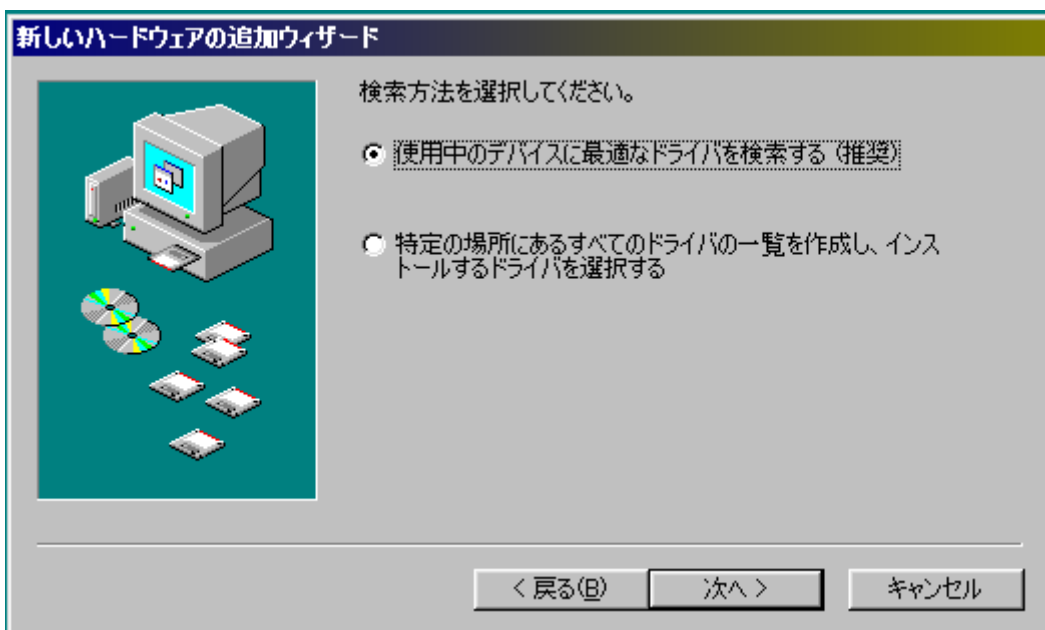 新しいハードウェアの追加ウィザード
検索方法を選択してください。
使用中のデバイスに最適なドライバを検索する (推奨)
特定の場所にあるすべてのドライバの一覧を作成し、インス
トールするドライバを選択する
< 戻る(B)
次へ >
キャンセル